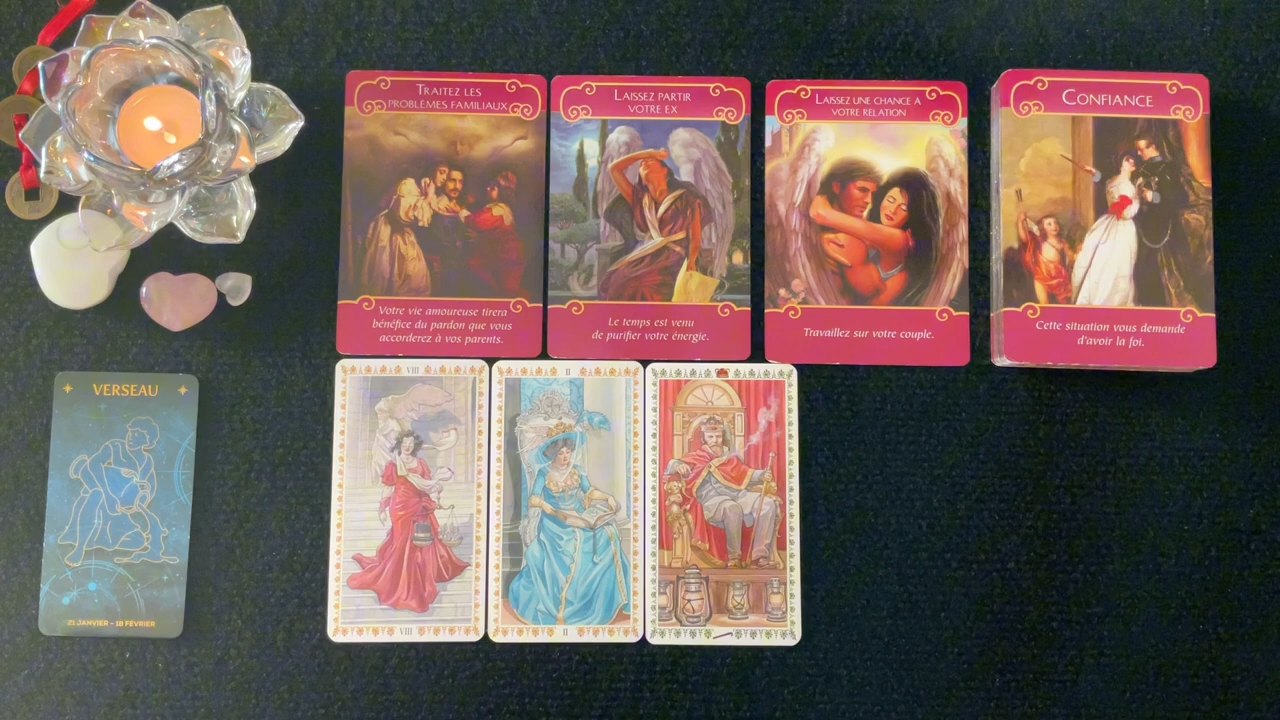 TRAITEZ LES
PROBLÈMES FAMILIAUX
Votre vie amoureuse tirera
bénéfice du pardon que vous
accorderez à vos parents.
LAISSEZ PARTIR
VOTRE EX
Le temps est venu
de purifier votre énergie.
LAISSEZ UNE CHANCE A
VOTRE RELATION
Travaillez sur votre couple.
CONFIANCE
Cette situation vous demande
d'avoir la foi.
VERSEAU
21 JANVIER – 18 FÉVRIER
VIII
VIII
II
II